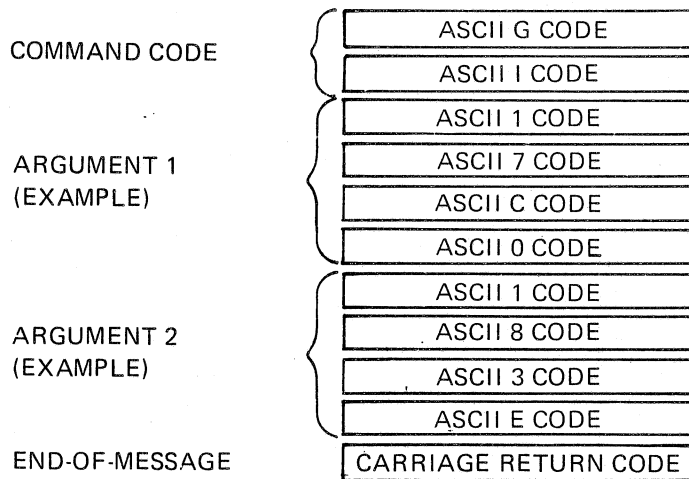 ASCII G CODE
COMMAND CODE
ASCII I CODE
ASCII 1 CODE
ARGUMENT 1
(EXAMPLE)
ASCII 7 CODE
ASCII C CODE
ASCII 0 CODE
ASCII 1 CODE
ARGUMENT 2
(EXAMPLE)
ASCII 8 CODE
ASCII 3 CODE
ASCII E CODE
END-OF-MESSAGE
CARRIAGE RETURN CODE